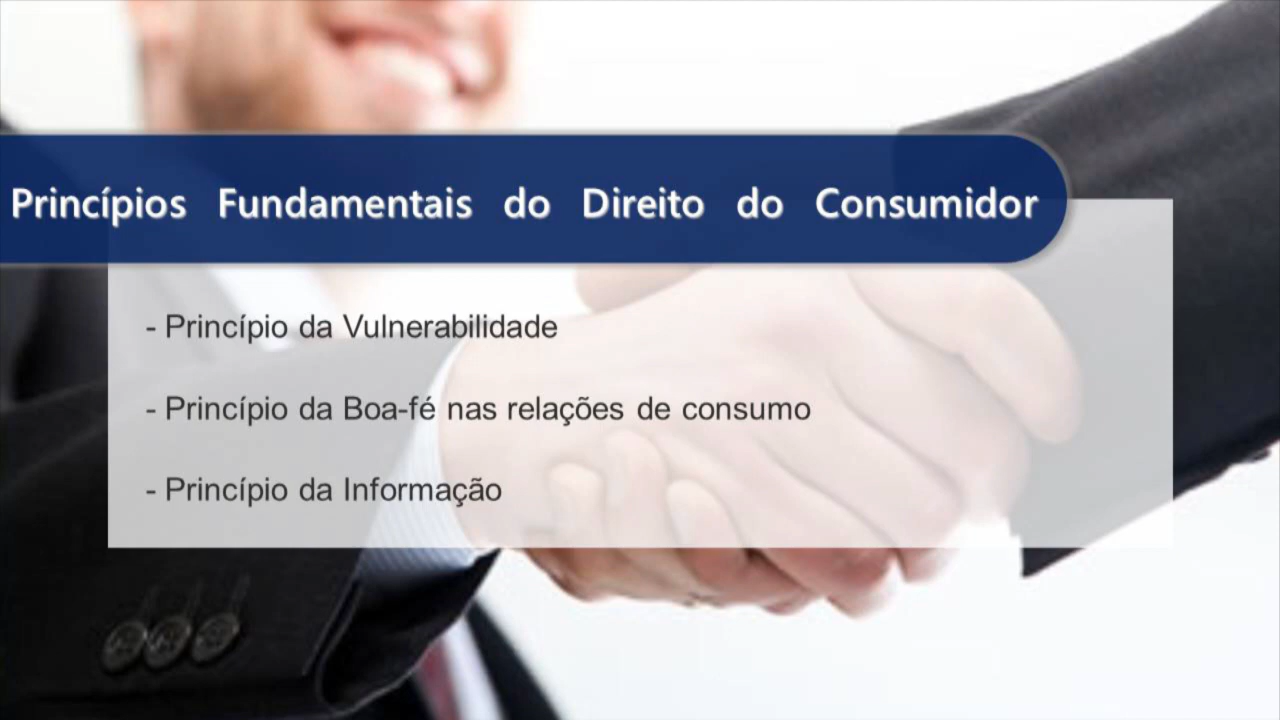 Princípios Fundamentais do Direito do Consumidor
- Princípio da Vulnerabilidade
- Princípio da Boa-fé nas relações de consumo
- Princípio da Informação